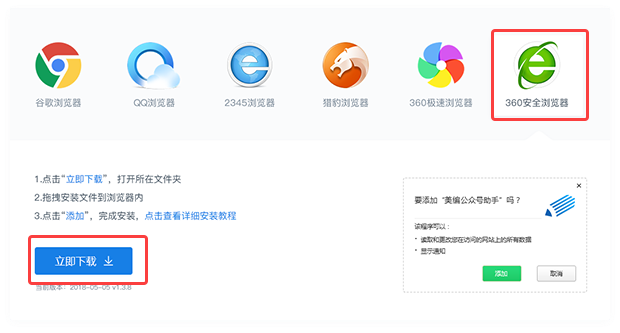 谷歌浏览器 QQ浏览器 2345浏览器 猎豹浏览器 360极速浏览器 360安全浏览器
1.点击“立即下载”，打开所在文件夹
2.拖拽安装文件到浏览器内
3.点击“添加”，完成安装，点击查看详细安装教程
立即下载
当前版本：2018-05-05 v1.3.8
要添加“美编公众号助手”吗？
该程序可以：
• 读取和更改您在访问的网站上的所有数据
• 显示通知
添加 取消